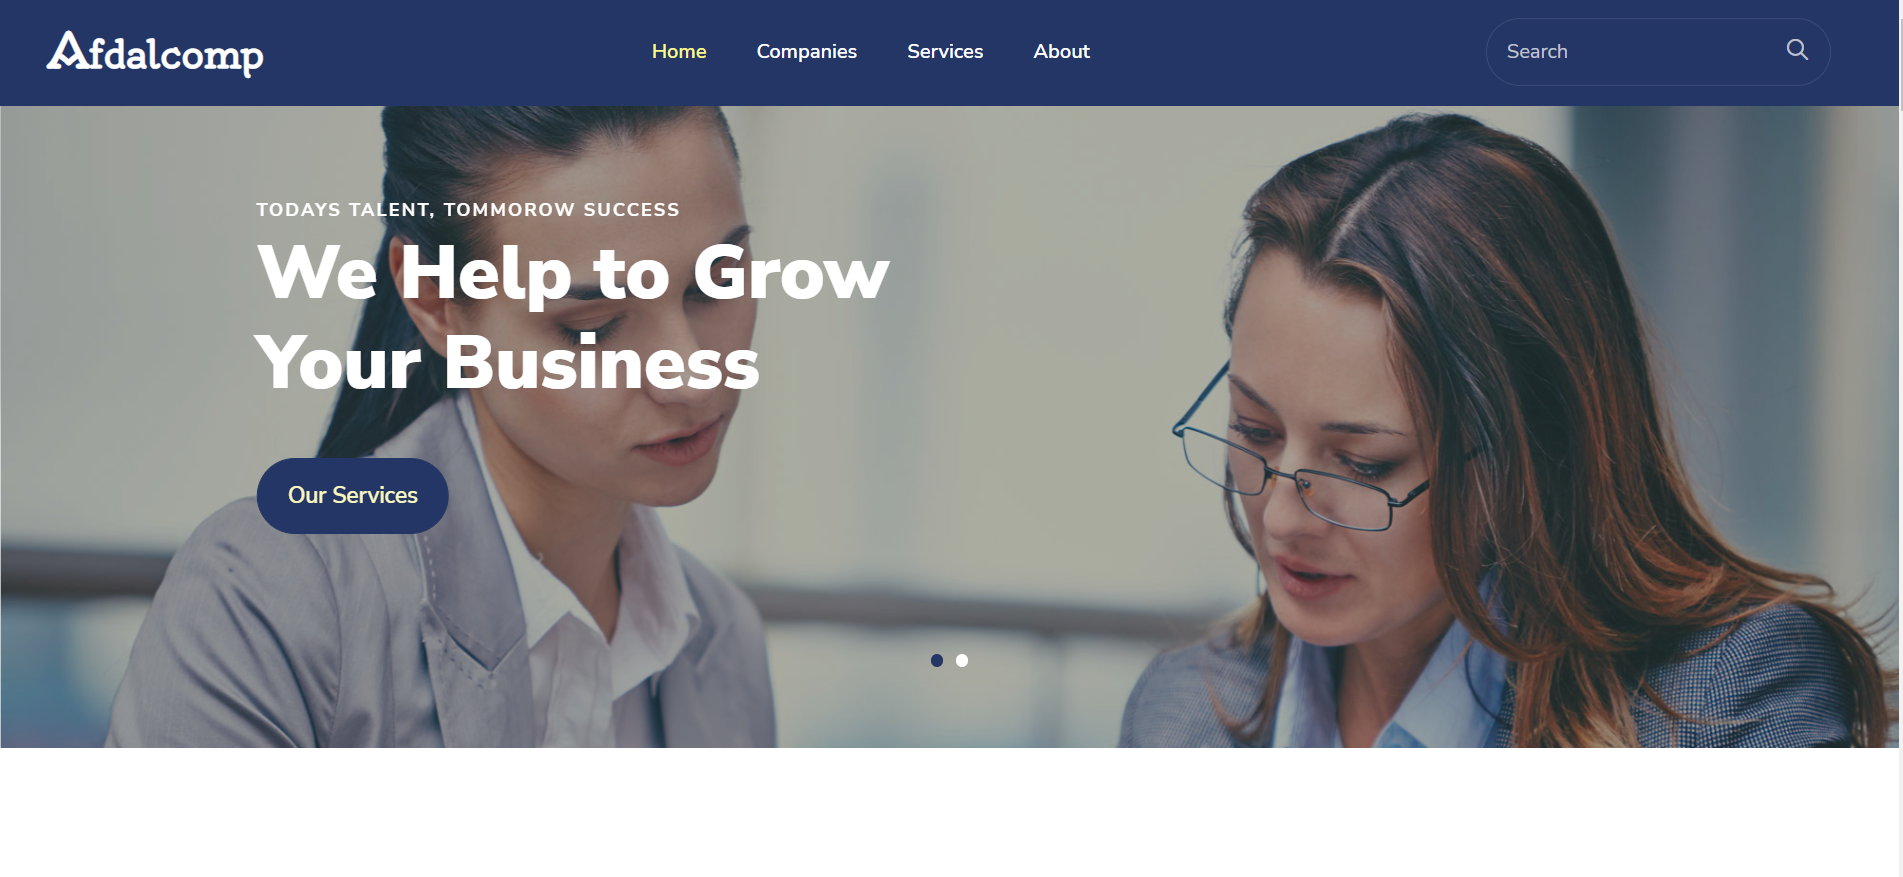 Afdalcomp
Home Companies Services About
Search
TODAYS TALENT, TOMMOROW SUCCESS
We Help to Grow
Your Business
Our Services